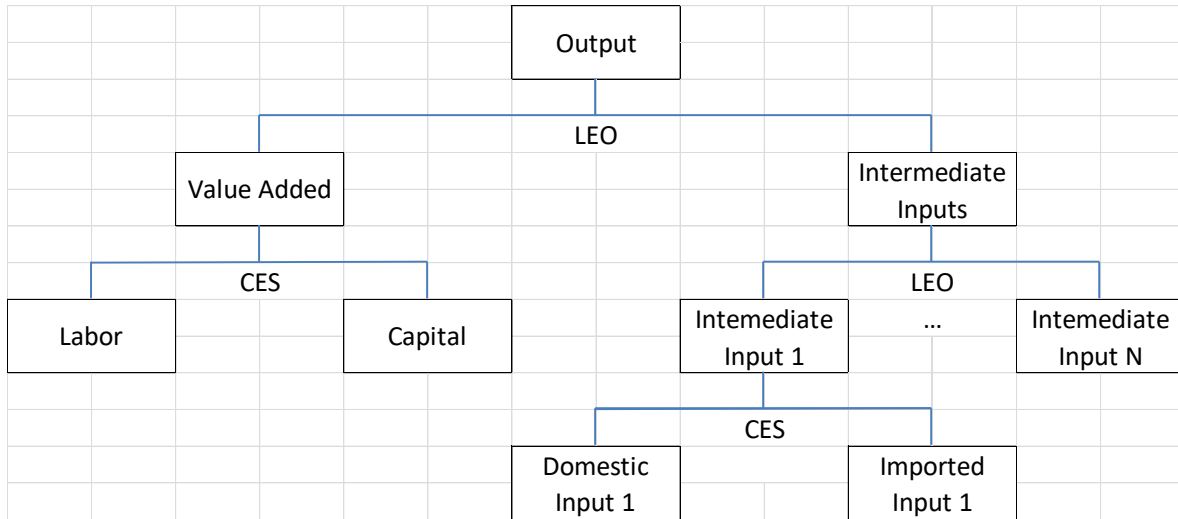 Output
LEO
Value Added
Intermediate
Inputs
CES
LEO
Labor
Capital
Intemediate
Input 1
...
Intemediate
Input N
CES
Domestic
Input 1
Imported
Input 1